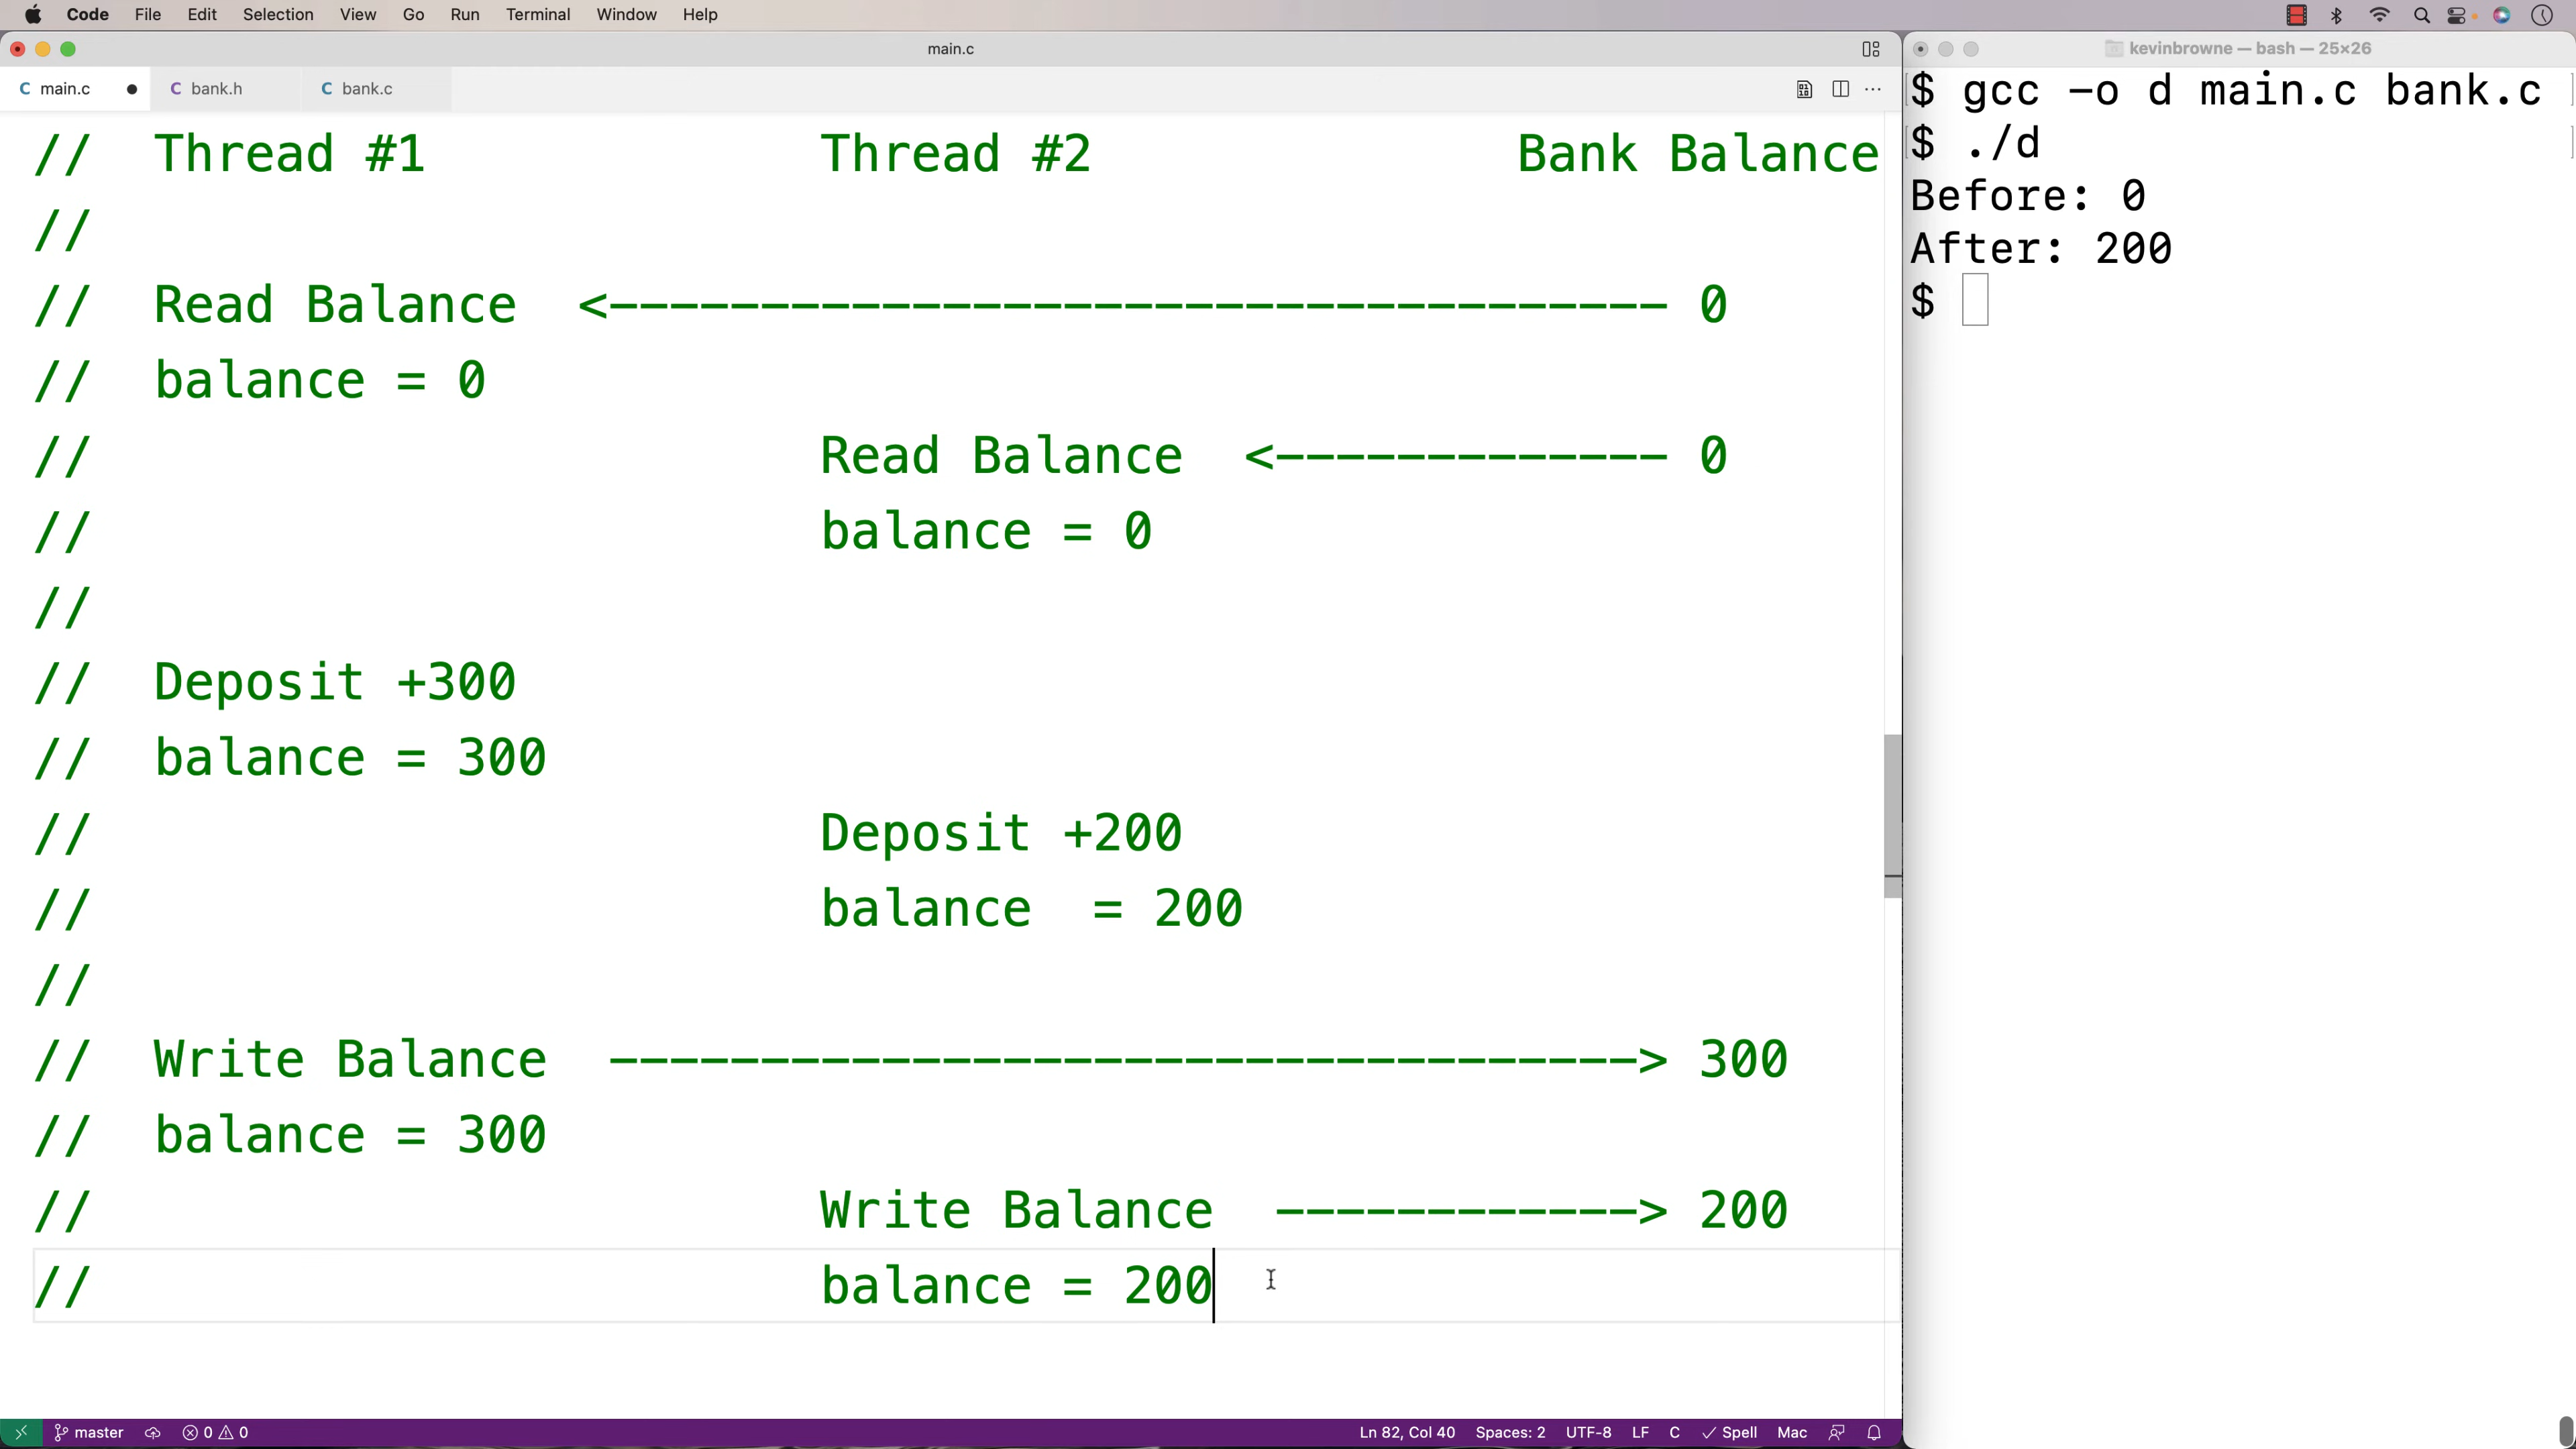 Code File Edit Selection View Go Run Terminal Window Help
main.c
kevinbrowne — bash — 25×26
C main.c ● C bank.h C bank.c
// Thread #1 Thread #2 Bank Balance
//
// Read Balance <----------------------------------- 0
// balance = 0
// Read Balance <------------- 0
// balance = 0
//
// Deposit +300
// balance = 300
// Deposit +200
// balance  = 200
//
// Write Balance ----------------------------------> 300
// balance = 300
// Write Balance ------------> 200
// balance = 200
$ gcc -o d main.c bank.c
$ ./d
Before: 0
After: 200
$
master 0 0 Ln 82, Col 40 Spaces: 2 UTF-8 LF C ✓ Spell Mac